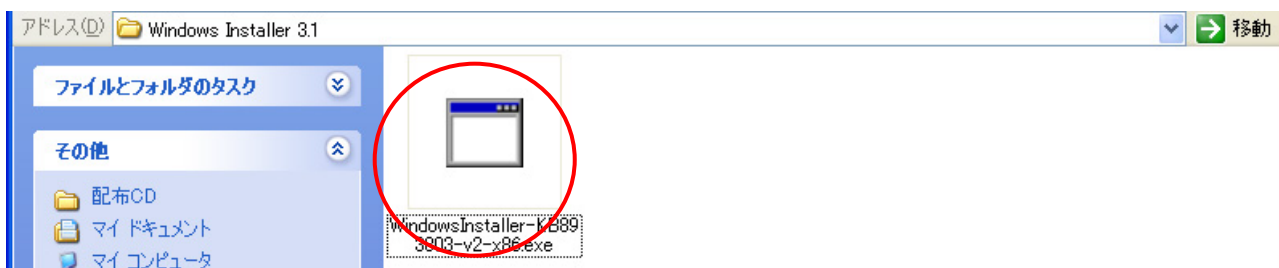 アドレス(D) Windows Installer 3.1 移動
ファイルとフォルダのタスク
その他
配布CD
マイ ドキュメント
マイ コンピュータ
WindowsInstaller-KB89
3803-v2-x86.exe